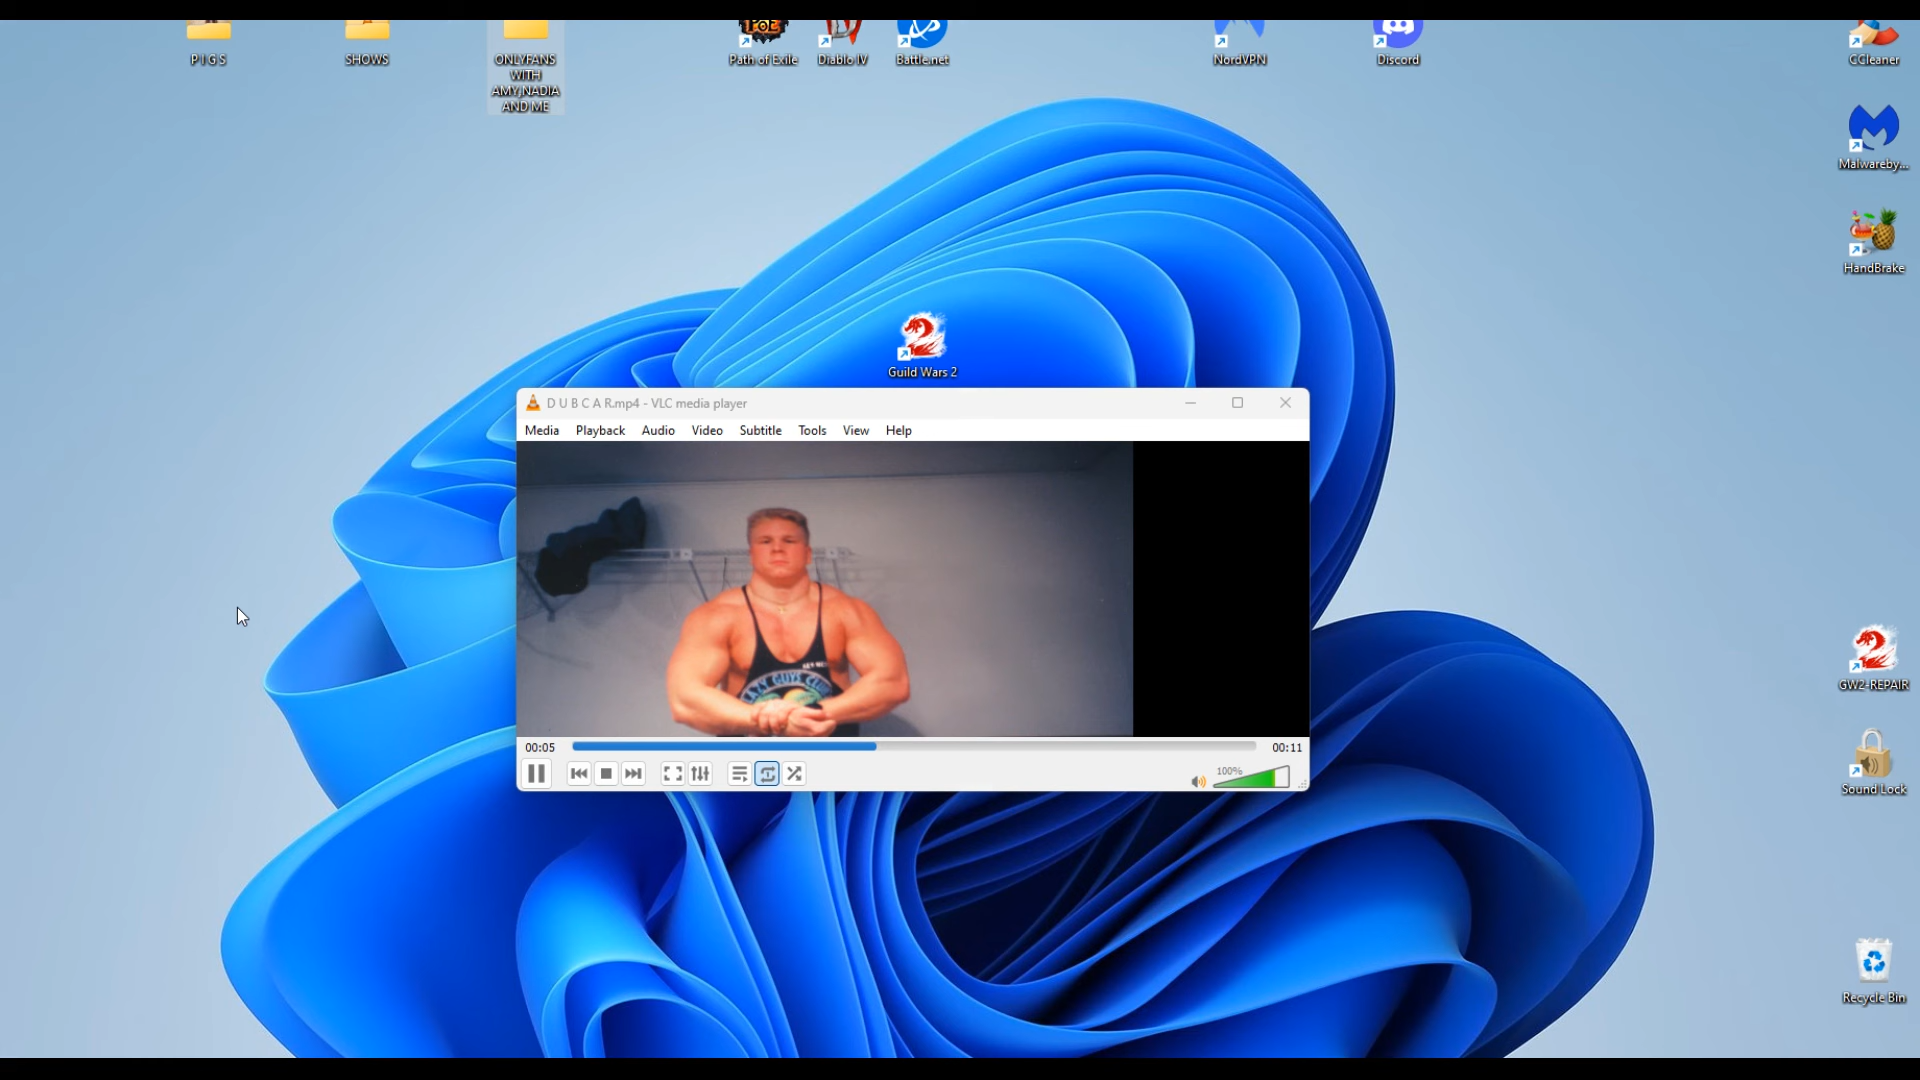 P I G S
SHOWS
ONLYFANS
WITH
AMY,NADIA
AND ME
Path of Exile
Diablo IV
Battle.net
NordVPN
Discord
CCleaner
Malwareby...
HandBrake
Guild Wars 2
D U B C A R.mp4 - VLC media player
Media Playback Audio Video Subtitle Tools View Help
GUYS
00:05
00:11
100%
GW2-REPAIR
Sound Lock
Recycle Bin